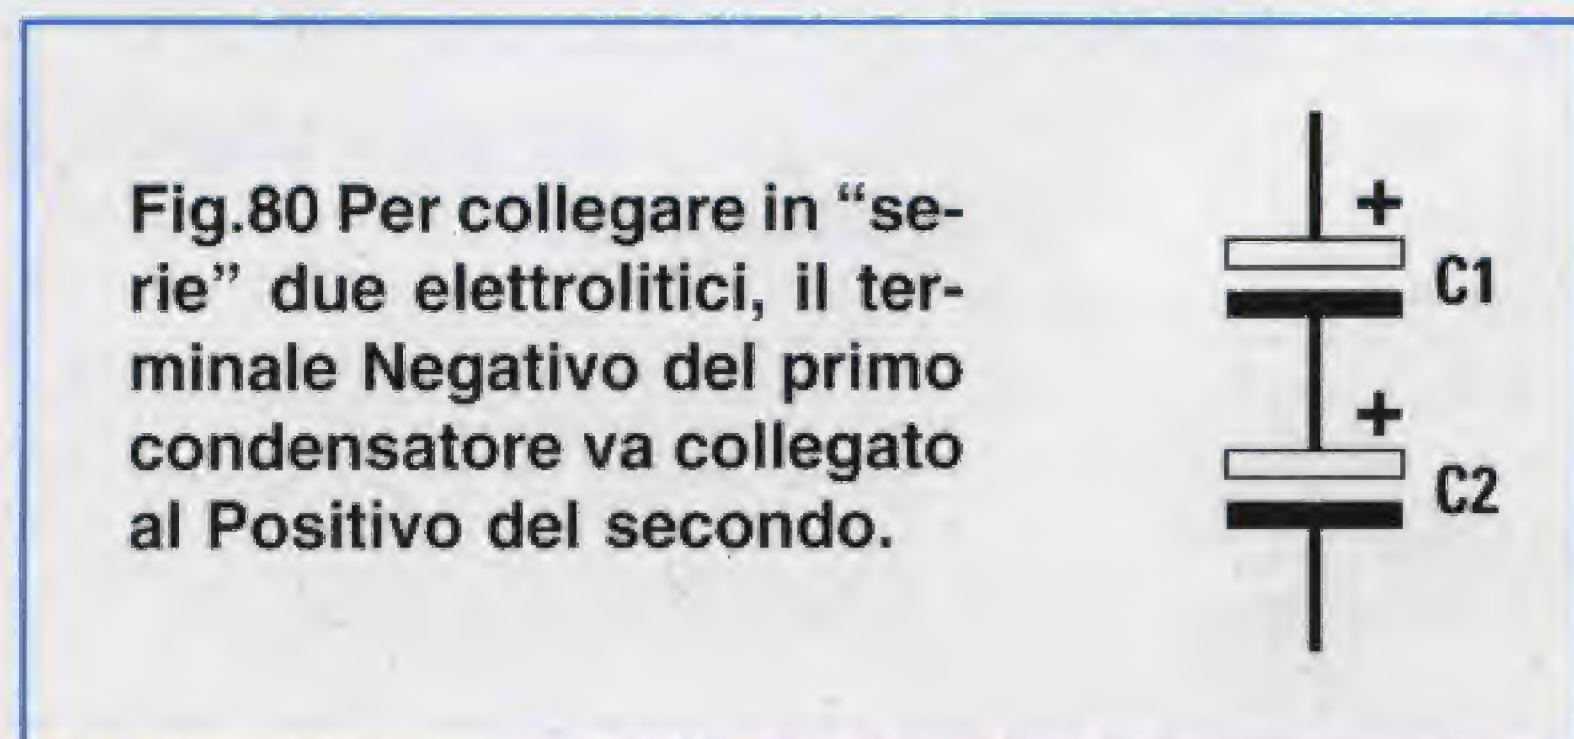 Fig.80 Per collegare in “se-
rie” due elettrolitici, il ter-
minale Negativo del primo
condensatore va collegato
al Positivo del secondo.
+
C1
+
C2